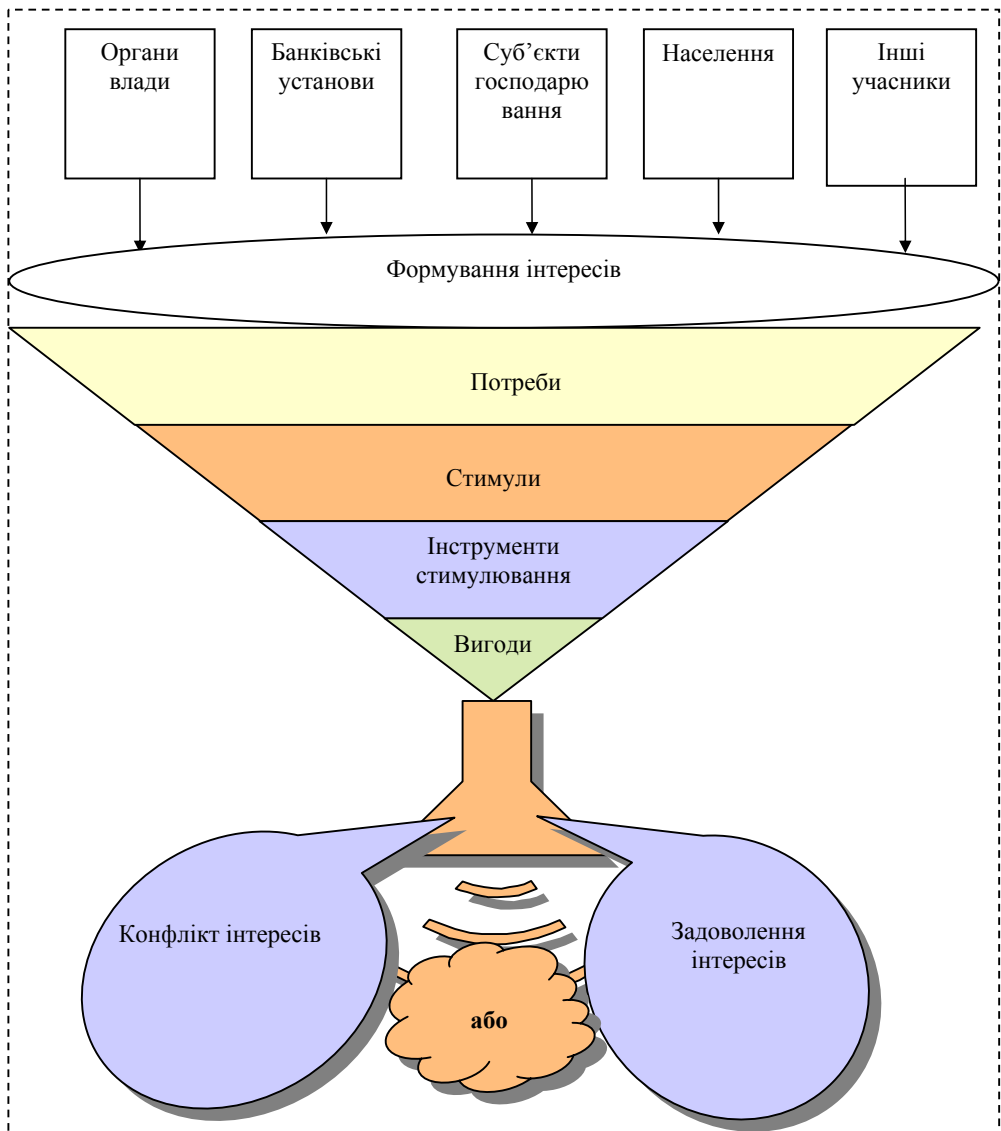 Органи
влади
Банківські
установи
Суб’єкти
господарю
вання
Населення
Інші
учасники
Формування інтересів
Потреби
Стимули
Інструменти
стимулювання
Вигоди
Конфлікт інтересів
Задоволення
інтересів
або